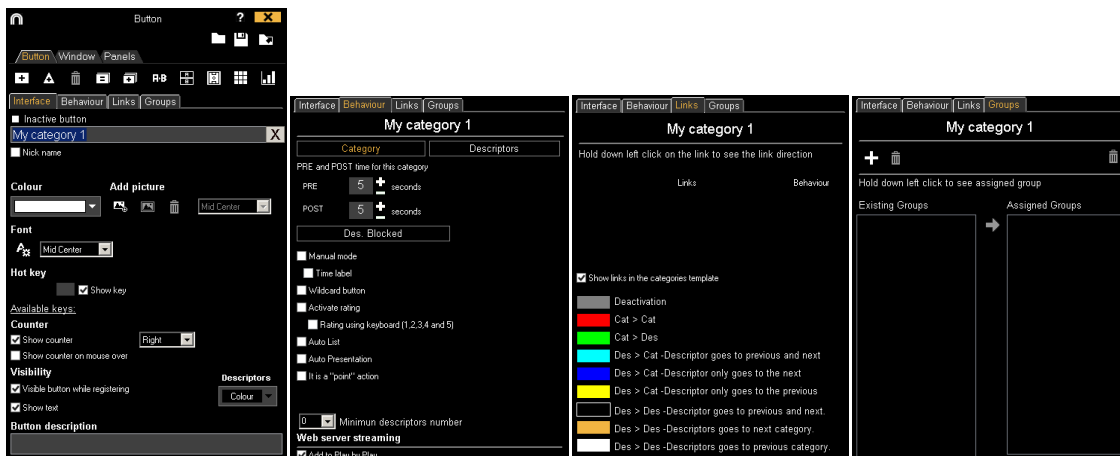 Button ? X
Button Window Panels
A·B
Interface Behaviour Links Groups
Inactive button
My category 1 X
Nick name
Colour Add picture
Mid Center
Font
Mid Center
Hot key
Show key
Available keys:
Counter
Show counter Right
Show counter on mouse over
Visibility
Visible button while registering
Descriptors
Show text
Colour
Button description
Interface Behaviour Links Groups
My category 1
Category Descriptors
PRE and POST time for this category
PRE 5 seconds
POST 5 seconds
Des. Blocked
Manual mode
Time label
Wildcard button
Activate rating
Rating using keyboard (1,2,3,4 and 5)
Auto List
Auto Presentation
It is a "point" action
0 Minimun descriptors number
Web server streaming
Add to Play by Play
Interface Behaviour Links Groups
My category 1
Hold down left click on the link to see the link direction
Links Behaviour
Show links in the categories template
Deactivation
Cat > Cat
Cat > Des
Des > Cat -Descriptor goes to previous and next
Des > Cat -Descriptor only goes to the next
Des > Cat -Descriptor only goes to the previous
Des > Des -Descriptor goes to previous and next.
Des > Des -Descriptors goes to next category.
Des > Des -Descriptors goes to previous category.
Interface Behaviour Links Groups
My category 1
Hold down left click to see assigned group
Existing Groups Assigned Groups